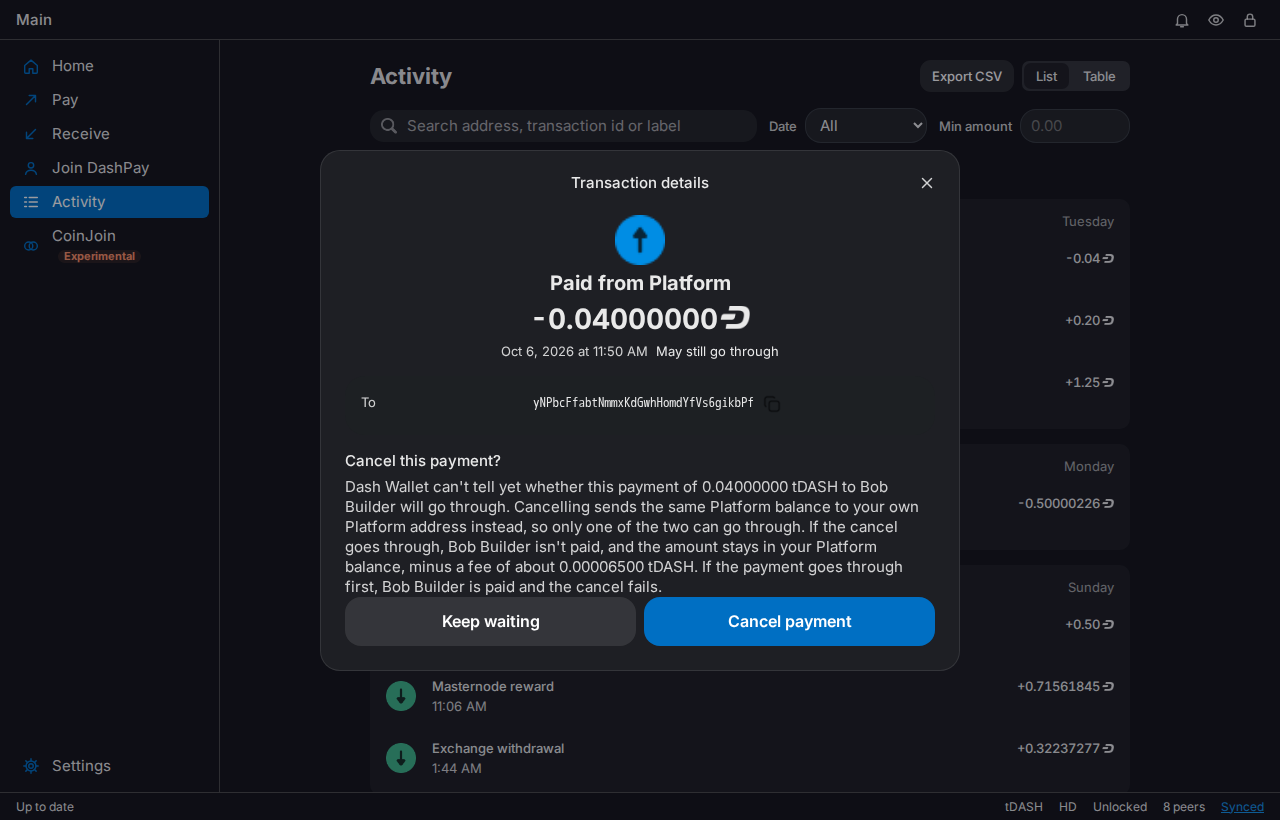 Main
Home
Pay
Receive
Join DashPay
Activity
CoinJoin
Experimental
Settings
Activity
Export CSV
List
Table
Search address, transaction id or label
Date
All
Min amount
0.00
Tuesday
-0.04
+0.20
+1.25
Monday
-0.50000226
Sunday
+0.50
Transaction details
Paid from Platform
-0.04000000
Oct 6, 2026 at 11:50 AM May still go through
To
yNPbcFfabtNmmxKdGwhHomdYfVs6gikbPf
Cancel this payment?
Dash Wallet can't tell yet whether this payment of 0.04000000 tDASH to Bob
Builder will go through. Cancelling sends the same Platform balance to your own
Platform address instead, so only one of the two can go through. If the cancel
goes through, Bob Builder isn't paid, and the amount stays in your Platform
balance, minus a fee of about 0.00006500 tDASH. If the payment goes through
first, Bob Builder is paid and the cancel fails.
Keep waiting
Cancel payment
Masternode reward
+0.71561845
11:06 AM
Exchange withdrawal
+0.32237277
1:44 AM
Up to date
tDASH
HD
Unlocked
8 peers
Synced